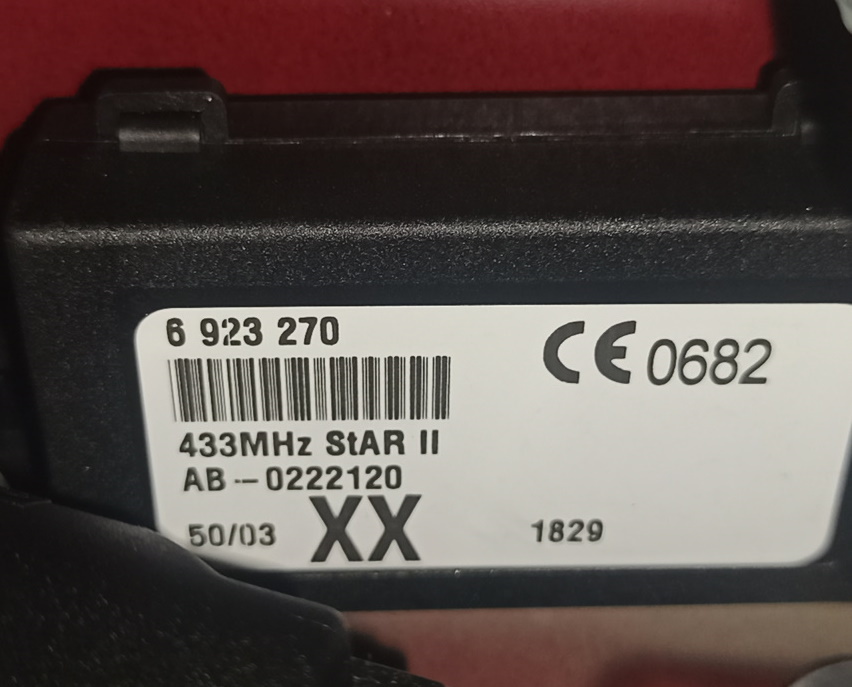 6 923 270
CE 0682
433MHz StAR II
AB--0222120
50/03 XX 1829